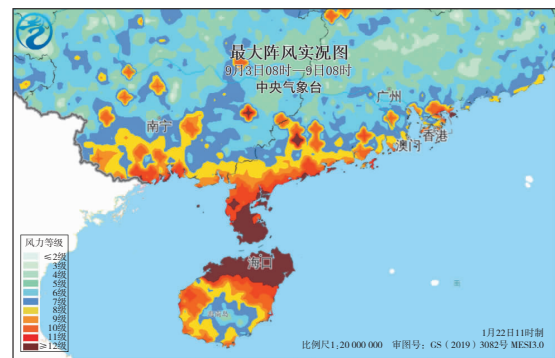 最大阵风实况图
9月3日08时—9日08时
中央气象台
广州
南宁
香港
澳门
海口
风力等级
≤2级
3级
4级
5级
6级
7级
8级
9级
10级
11级
≥12级
1月22日11时制
比例尺1:20 000 000 审图号：GS（2019）3082号 MESI3.0